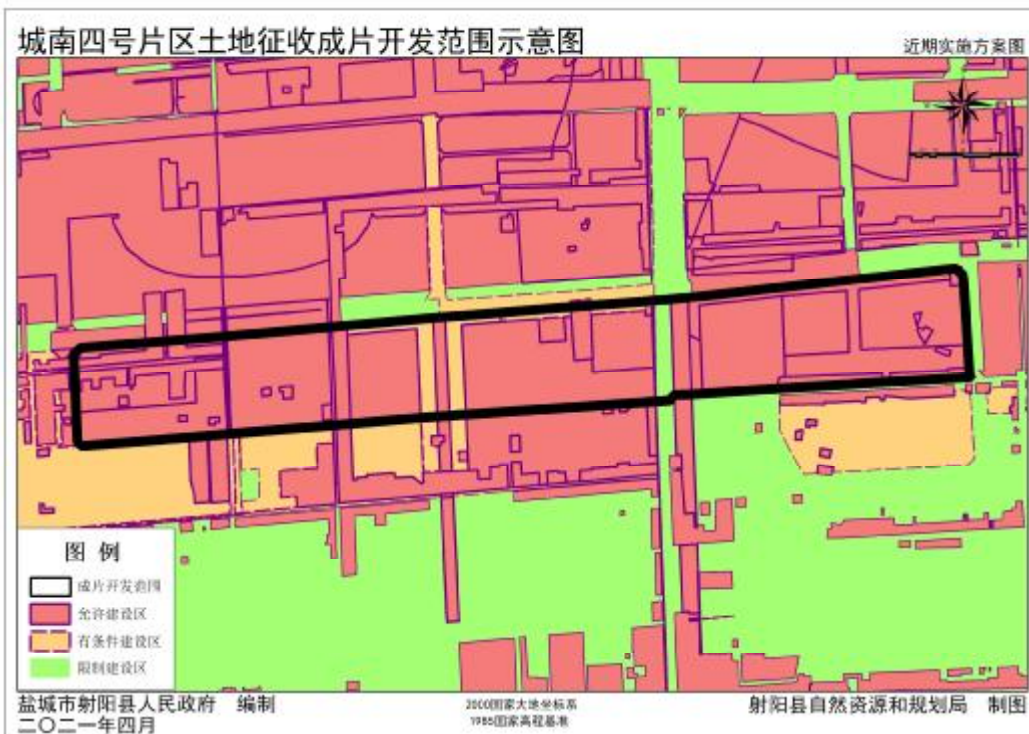 城南四号片区土地征收成片开发范围示意图
近期实施方案图
图例
成片开发范围
允许建设区
有条件建设区
限制建设区
盐城市射阳县人民政府 编制
二〇二一年四月
2000国家大地坐标系
1985国家高程基准
射阳县自然资源和规划局 制图